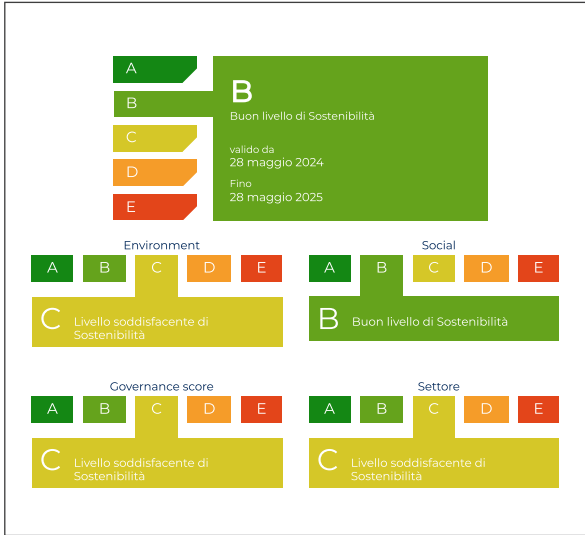 A
B
C
D
E
B
Buon livello di Sostenibilità
valido da
28 maggio 2024
Fino
28 maggio 2025
Environment
A B C D E
C Livello soddisfacente di
Sostenibilità
Social
A B C D E
B Buon livello di Sostenibilità
Governance score
A B C D E
C Livello soddisfacente di
Sostenibilità
Settore
A B C D E
C Livello soddisfacente di
Sostenibilità